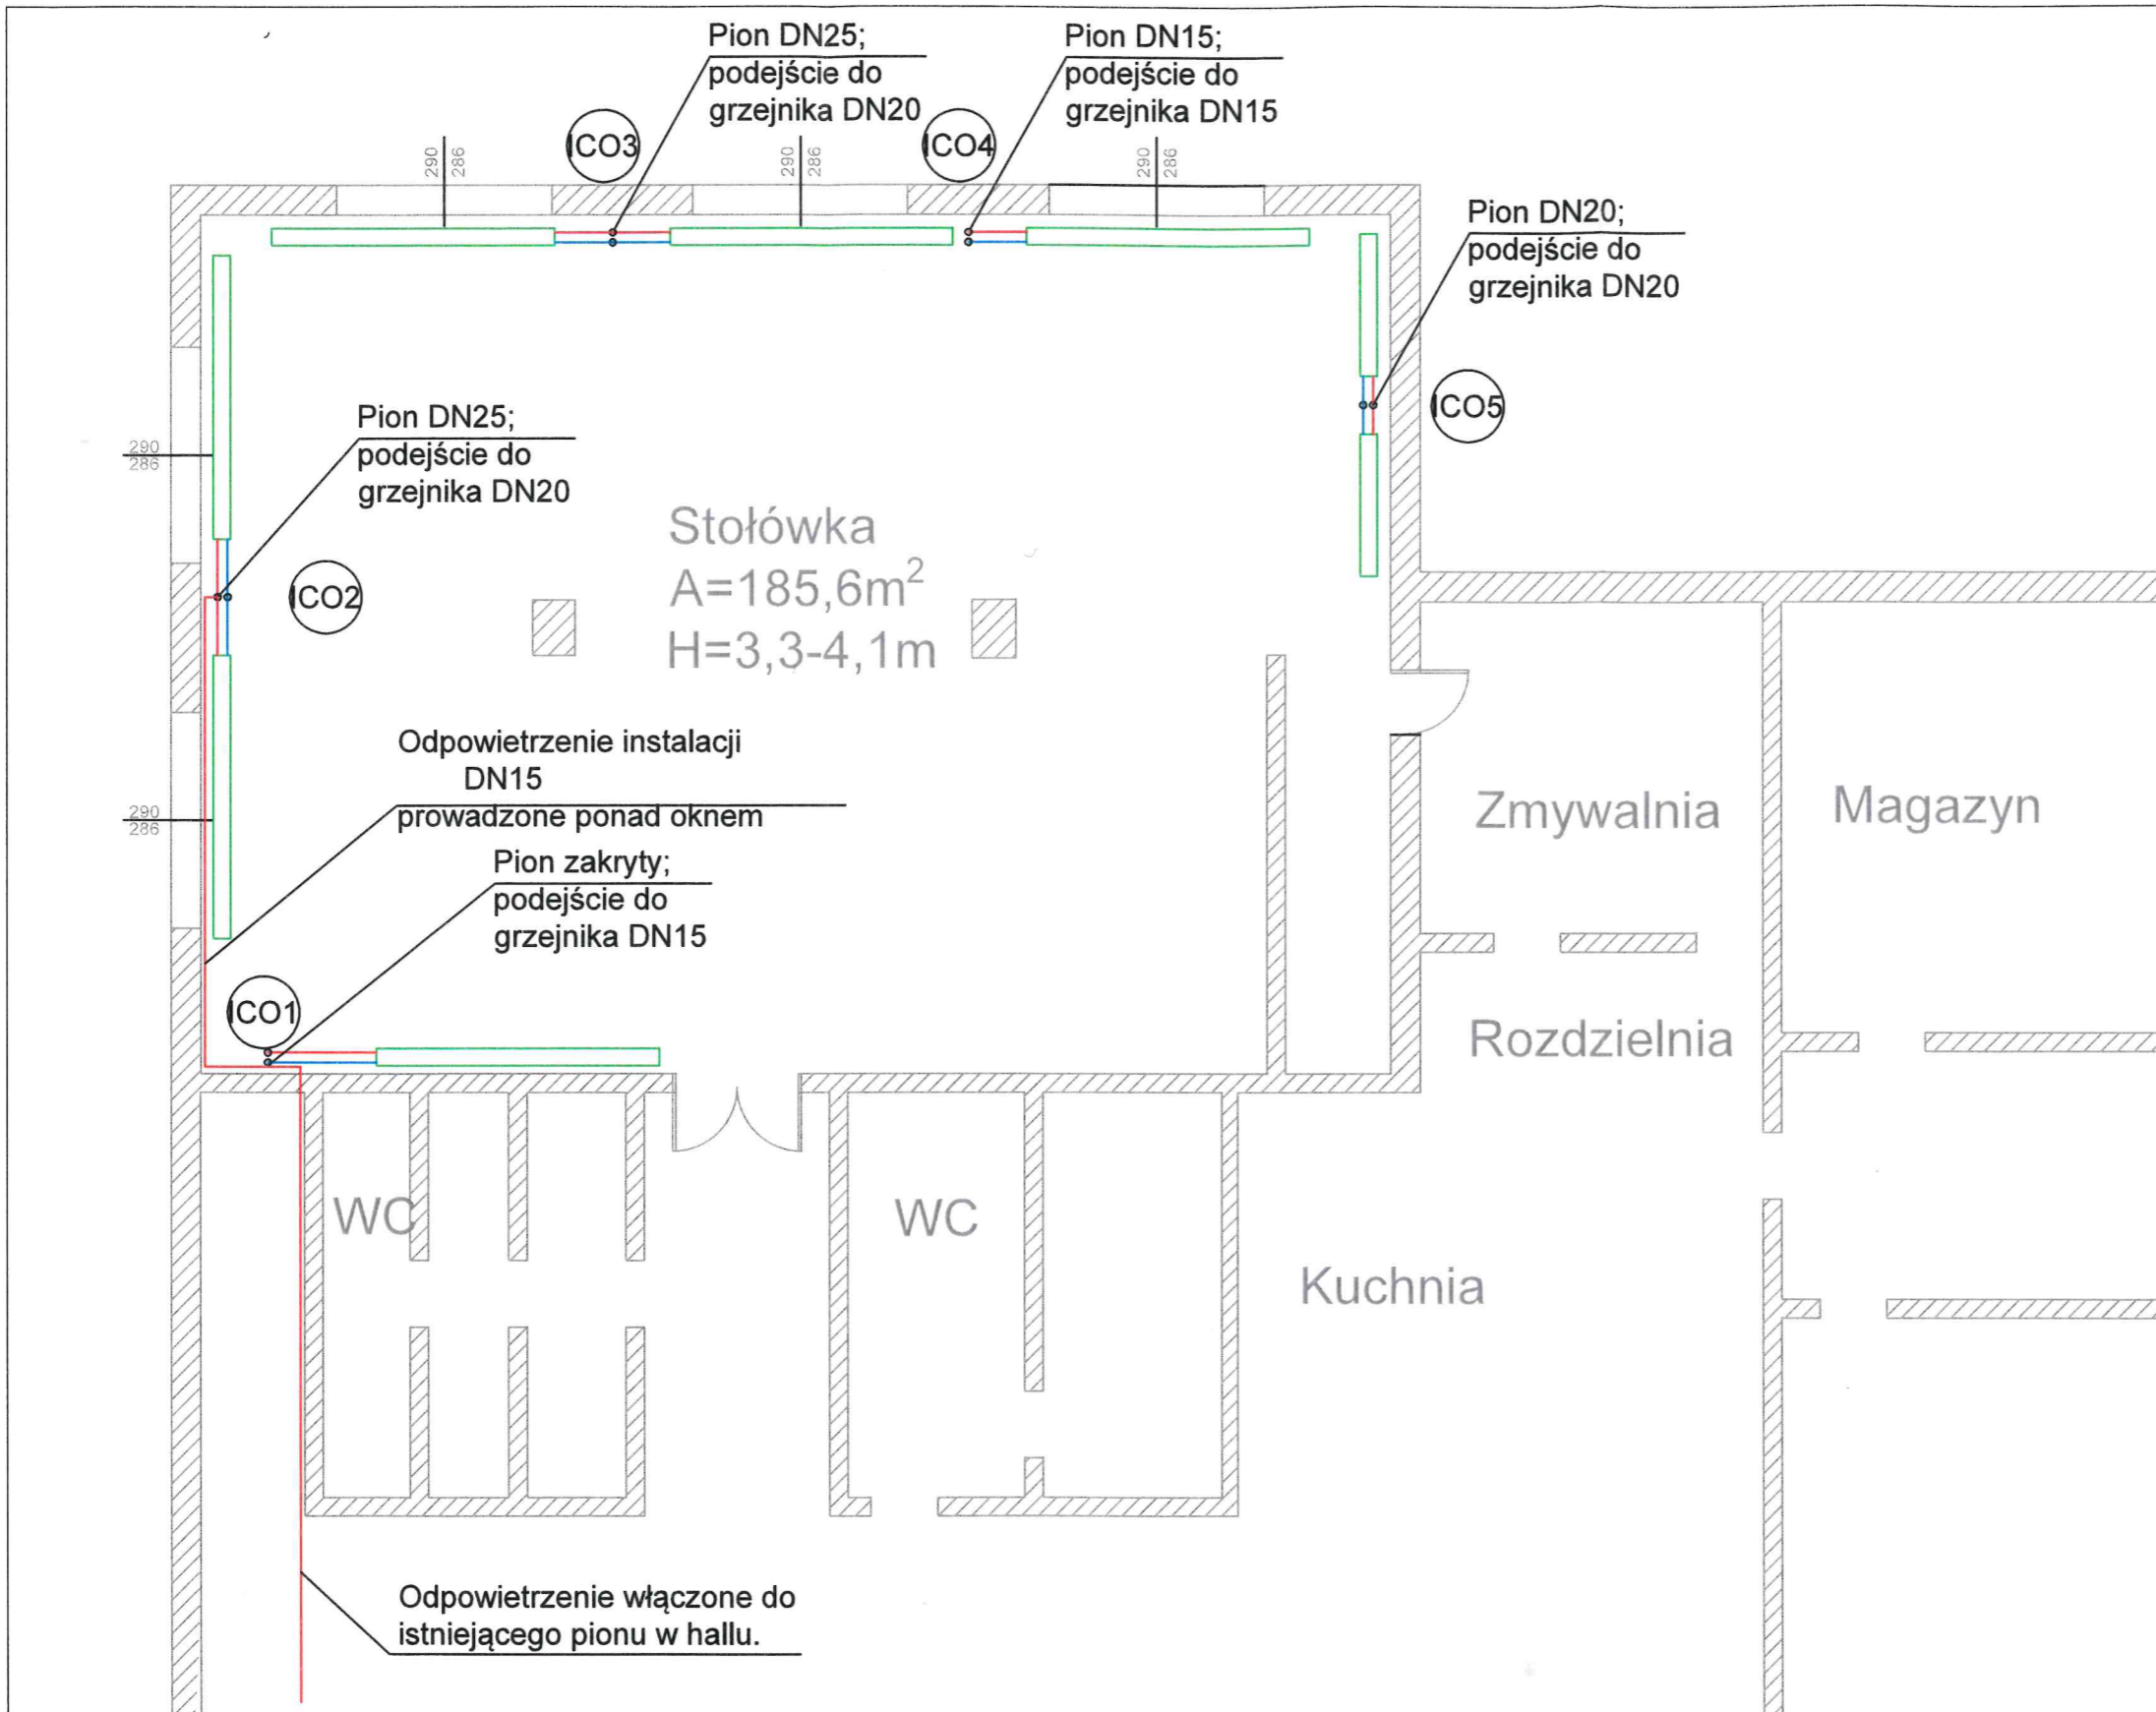 Pion DN25;
podejście do
grzejnika DN20
Pion DN15;
podejście do
grzejnika DN15
ICO3
ICO4
290
286
290
286
290
286
Pion DN20;
podejście do
grzejnika DN20
ICO5
Pion DN25;
podejście do
grzejnika DN20
290
286
ICO2
Stołówka
A=185,6m²
H=3,3-4,1m
Odpowietrzenie instalacji
DN15
prowadzone ponad oknem
290
286
Pion zakryty;
podejście do
grzejnika DN15
ICO1
Zmywalnia
Magazyn
Rozdzielnia
WC
WC
Kuchnia
Odpowietrzenie włączone do
istniejącego pionu w hallu.